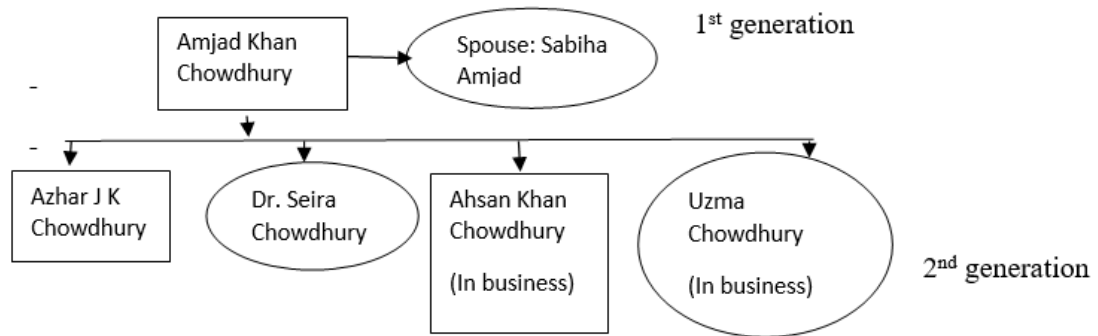 1st generation
Amjad Khan
Chowdhury
Spouse: Sabiha
Amjad
-
-
Azhar J K
Chowdhury
Dr. Seira
Chowdhury
Ahsan Khan
Chowdhury
(In business)
Uzma
Chowdhury
(In business)
2nd generation